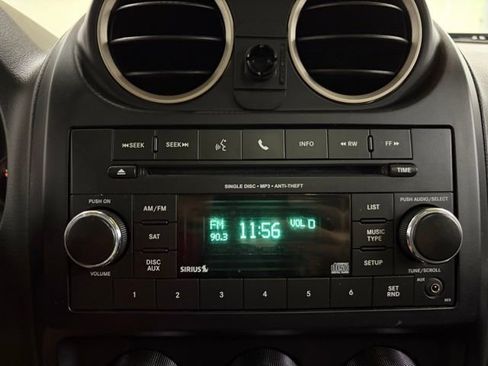 SEEK SEEK INFO RW FF
TIME
SINGLE DISC • MP3 • ANTI-THEFT
PUSH ON PUSH AUDIO/SELECT
AM/FM LIST
FM 11:56 VOL 0
90.3
SAT MUSIC TYPE
DISC AUX SETUP
SIRIUS
VOLUME TUNE/SCROLL
AUX
1 2 3 4 5 6 SET RND